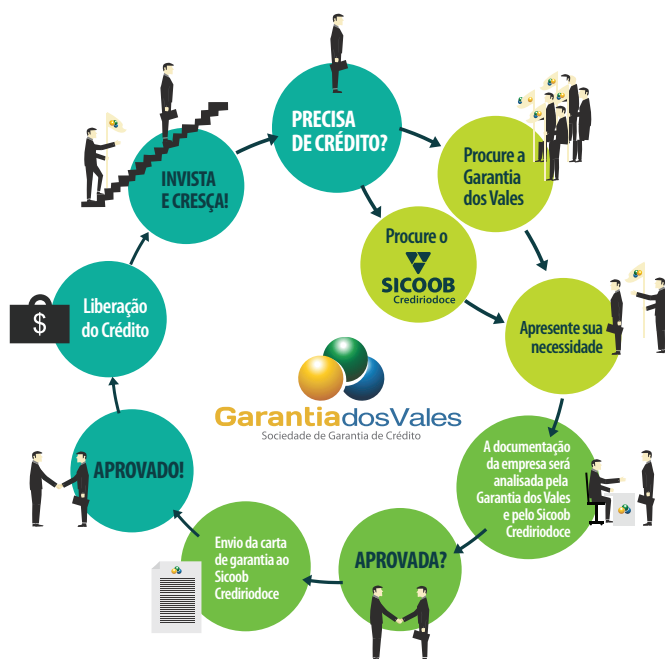 PRECISA
DE CRÉDITO?
Procure a
Garantia
dos Vales
Procure o
SICOOB
Crediriodoce
Apresente sua
necessidade
A documentação
da empresa será
analisada pela
Garantia dos Vales
e pelo Sicoob
Crediriodoce
APROVADA?
Envio da carta
de garantia ao
Sicoob
Crediriodoce
APROVADO!
Liberação
do Crédito
$
INVISTA
E CRESÇA!
GarantiadosVales
Sociedade de Garantia de Crédito